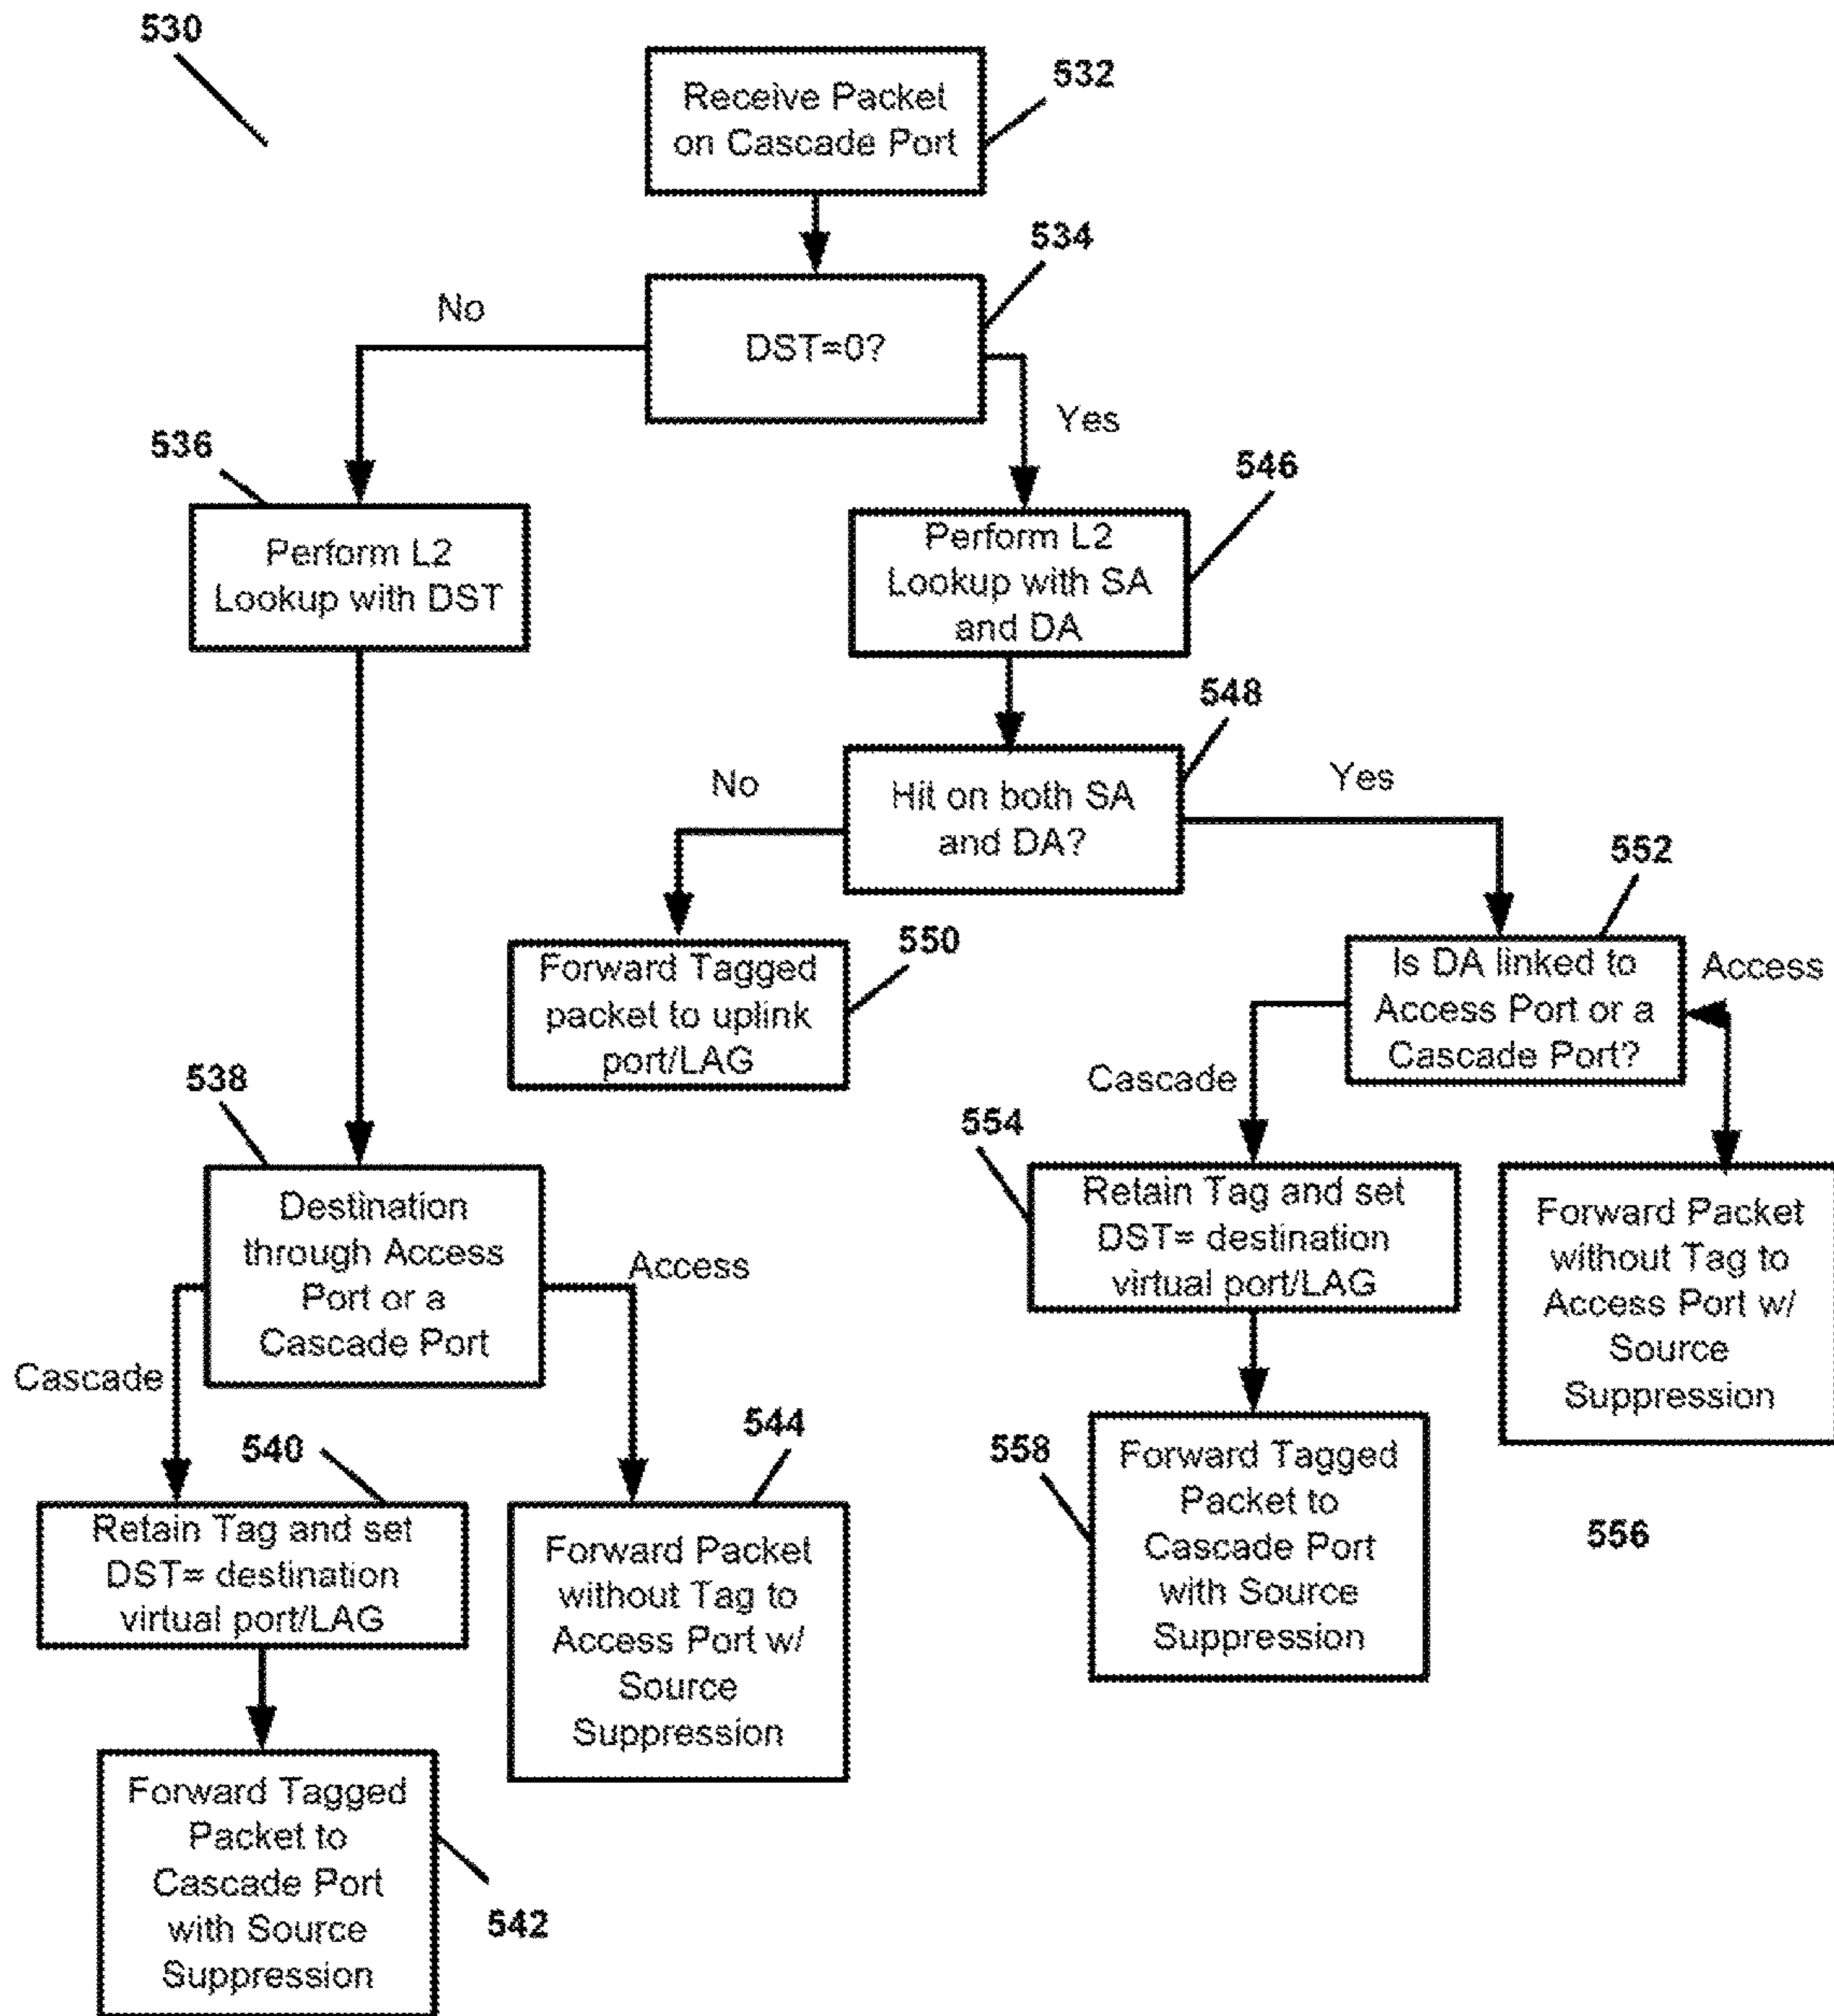 530
Receive Packet
on Cascade Port
532
534
No
DST=0?
Yes
536
546
Perform L2
Lookup with DST
Perform L2
Lookup with SA
and DA
548
No
Hit on both SA
and DA?
Yes
552
550
Forward Tagged
packet to uplink
port/LAG
Is DA linked to
Access Port or a
Cascade Port?
Access
Cascade
538
554
Destination
through Access
Port or a
Cascade Port
Access
Cascade
Retain Tag and set
DST= destination
virtual port/LAG
Forward Packet
without Tag to
Access Port w/
Source
Suppression
540
544
558
Forward Tagged
Packet to
Cascade Port
with Source
Suppression
556
Retain Tag and set
DST= destination
virtual port/LAG
Forward Packet
without Tag to
Access Port w/
Source
Suppression
Forward Tagged
Packet to
Cascade Port
with Source
Suppression
542